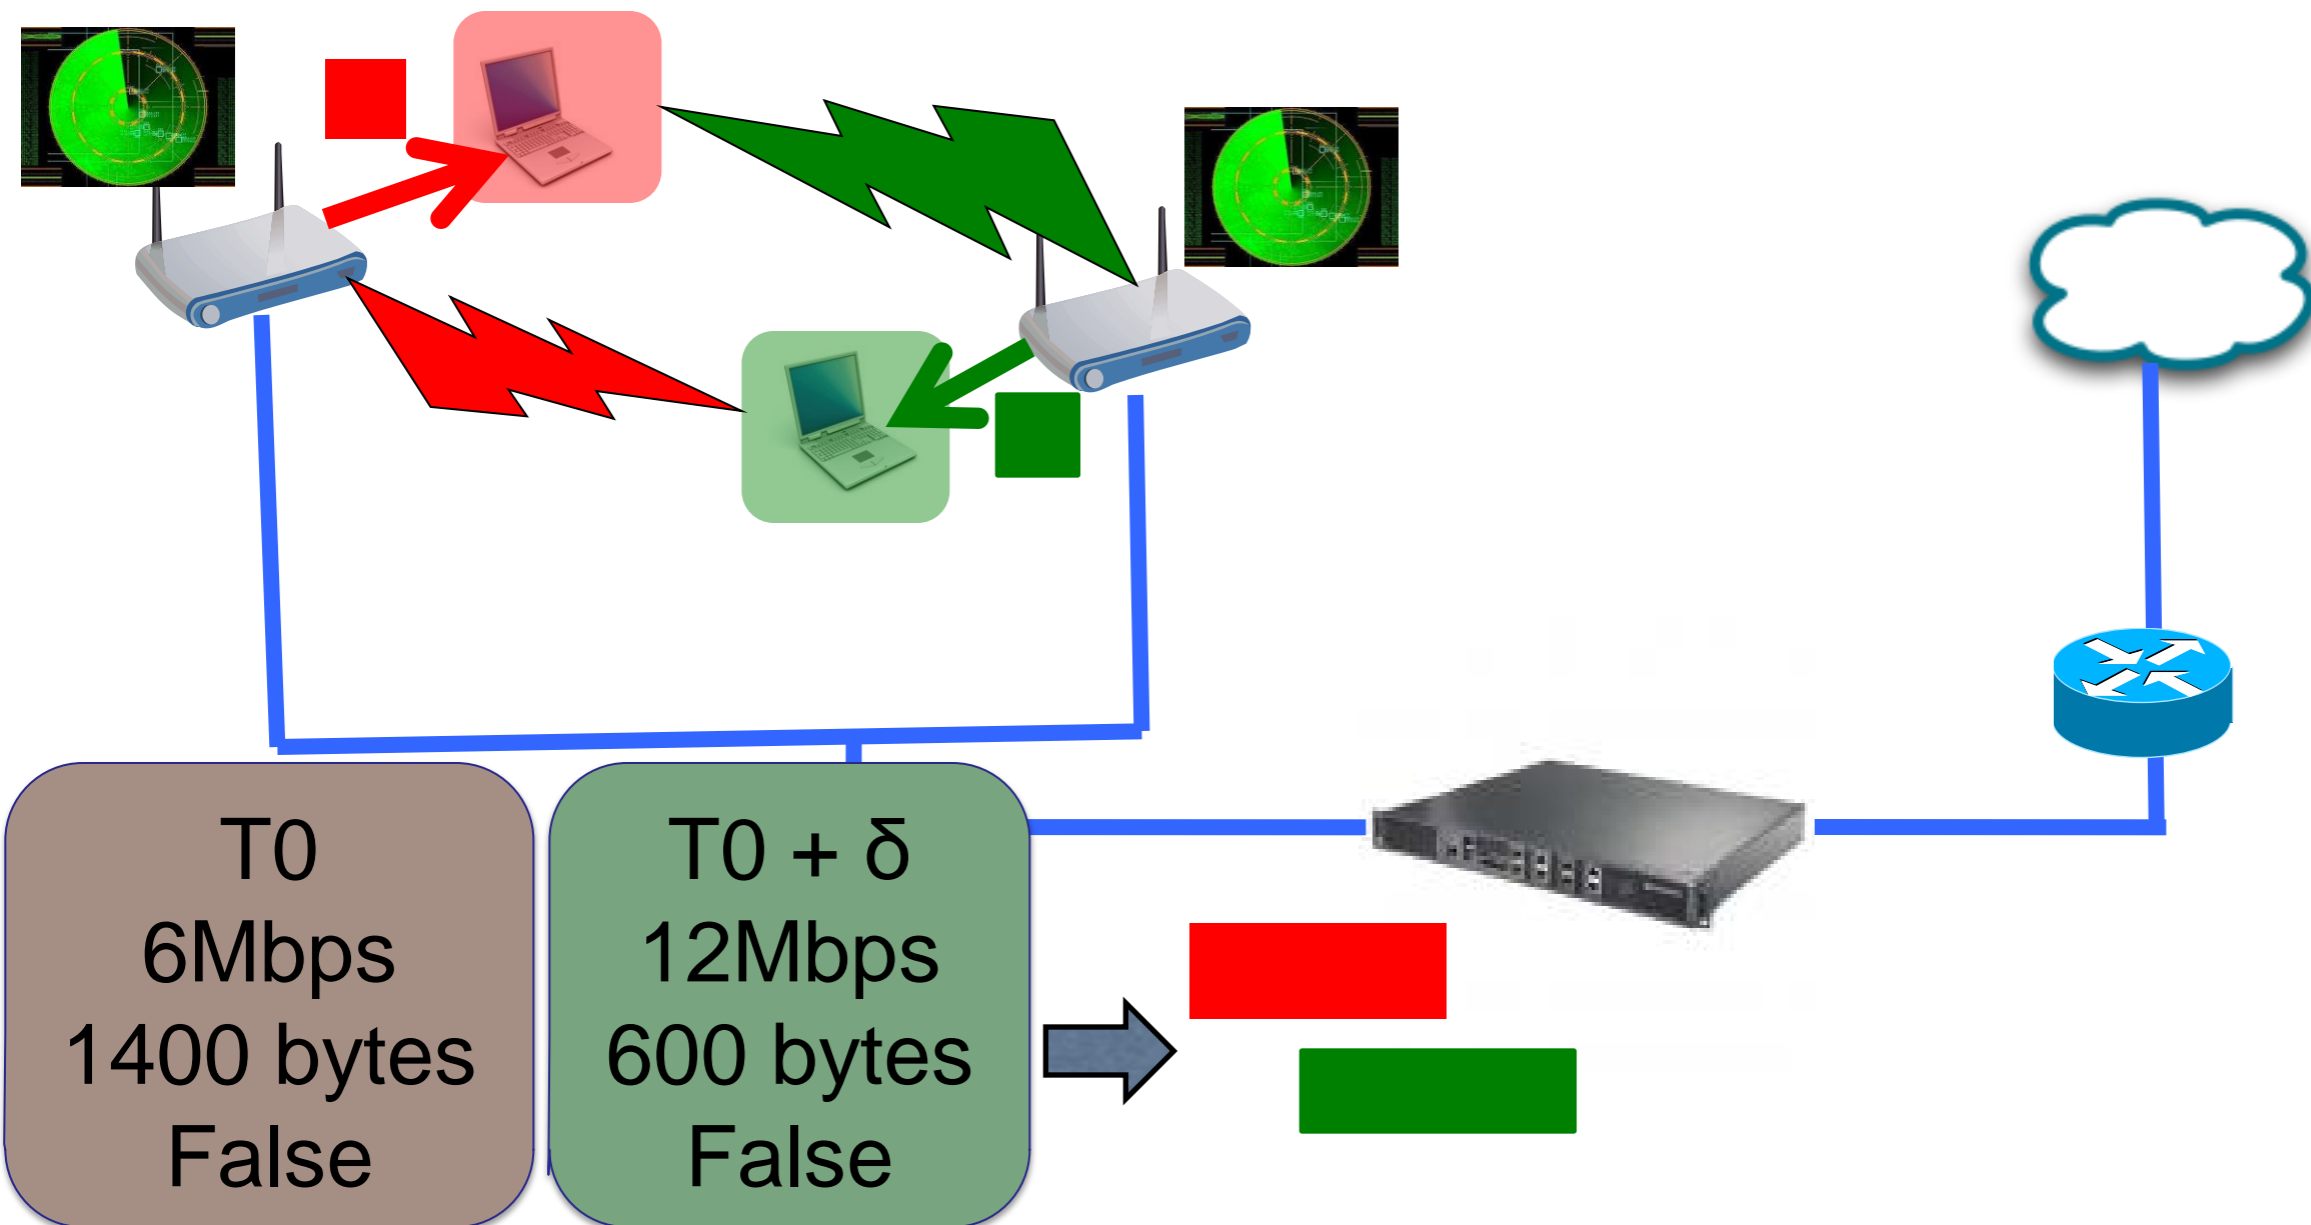 T0
6Mbps
1400 bytes
False
T0 + δ
12Mbps
600 bytes
False